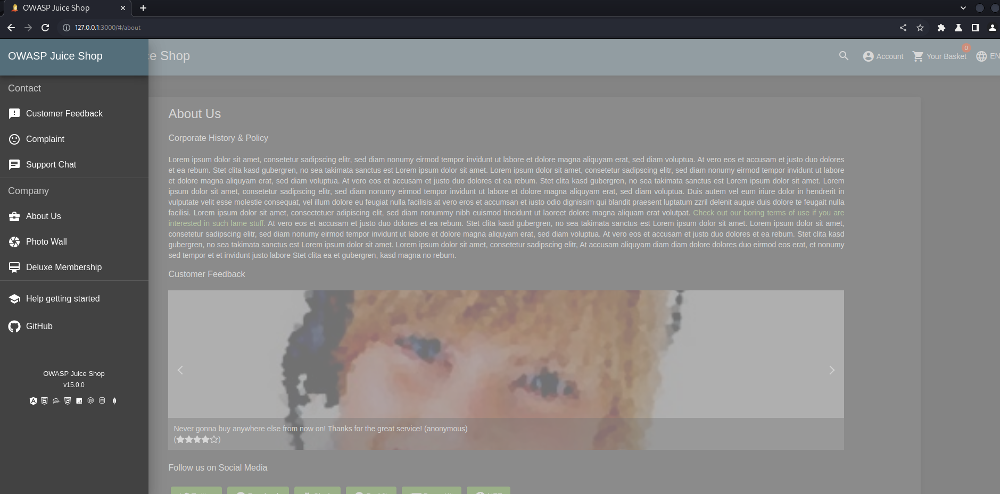 OWASP Juice Shop
127.0.0.1:3000/#/about
OWASP Juice Shop
ce Shop
0
Account
Your Basket
EN
Contact
Customer Feedback
Complaint
Support Chat
Company
About Us
Photo Wall
Deluxe Membership
Help getting started
GitHub
OWASP Juice Shop
v15.0.0
About Us
Corporate History & Policy
Lorem ipsum dolor sit amet, consetetur sadipscing elitr, sed diam nonumy eirmod tempor invidunt ut labore et dolore magna aliquyam erat, sed diam voluptua. At vero eos et accusam et justo duo dolores
et ea rebum. Stet clita kasd gubergren, no sea takimata sanctus est Lorem ipsum dolor sit amet. Lorem ipsum dolor sit amet, consetetur sadipscing elitr, sed diam nonumy eirmod tempor invidunt ut labore
et dolore magna aliquyam erat, sed diam voluptua. At vero eos et accusam et justo duo dolores et ea rebum. Stet clita kasd gubergren, no sea takimata sanctus est Lorem ipsum dolor sit amet. Lorem
ipsum dolor sit amet, consetetur sadipscing elitr, sed diam nonumy eirmod tempor invidunt ut labore et dolore magna aliquyam erat, sed diam voluptua. Duis autem vel eum iriure dolor in hendrerit in
vulputate velit esse molestie consequat, vel illum dolore eu feugiat nulla facilisis at vero eros et accumsan et iusto odio dignissim qui blandit praesent luptatum zzril delenit augue duis dolore te feugait nulla
facilisi. Lorem ipsum dolor sit amet, consectetuer adipiscing elit, sed diam nonummy nibh euismod tincidunt ut laoreet dolore magna aliquam erat volutpat. Check out our boring terms of use if you are
interested in such lame stuff. At vero eos et accusam et justo duo dolores et ea rebum. Stet clita kasd gubergren, no sea takimata sanctus est Lorem ipsum dolor sit amet. Lorem ipsum dolor sit amet,
consetetur sadipscing elitr, sed diam nonumy eirmod tempor invidunt ut labore et dolore magna aliquyam erat, sed diam voluptua. At vero eos et accusam et justo duo dolores et ea rebum. Stet clita kasd
gubergren, no sea takimata sanctus est Lorem ipsum dolor sit amet. Lorem ipsum dolor sit amet, consetetur sadipscing elitr, At accusam aliquyam diam diam dolore dolores duo eirmod eos erat, et nonumy
sed tempor et et invidunt justo labore Stet clita ea et gubergren, kasd magna no rebum.
Customer Feedback
Never gonna buy anywhere else from now on! Thanks for the great service! (anonymous)
(★★★★☆)
Follow us on Social Media